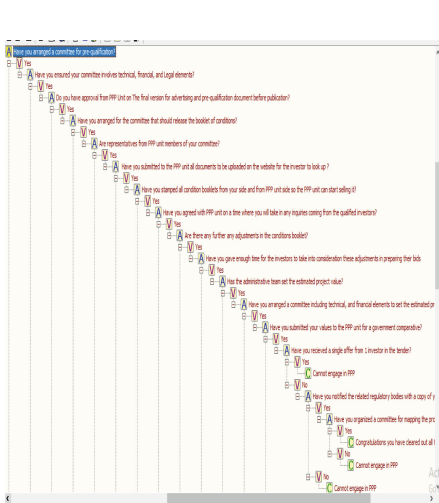 A Have you arranged a committee for pre-qualification?
V Yes
A Have you ensured your committee involves technical, financial, and Legal elements?
V Yes
A Do you have approval from PPP Unit on The final version for advertising and pre-qualification document before publication?
V Yes
A Have you arranged for the committee that should release the booklet of conditions?
V Yes
A Are representatives from PPP unit members of your committee?
V Yes
A Have you submitted to the PPP unit all documents to be uploaded on the website for the investor to look up ?
V Yes
A Have you stamped all condition booklets from your side and from PPP unit side so the PPP unit can start selling it?
V Yes
A Have you agreed with PPP unit on a time where you will take in any inquiries coming from the qualified investors?
V Yes
A Are there any further any adjustments in the conditions booklet?
V Yes
A Have you gave enough time for the investors to take into consideration these adjustments in preparing their bids
V Yes
A Has the administrative team set the estimated project value?
V Yes
A Have you arranged a committee including technical, and financial elements to set the estimated pr
V Yes
A Have you submitted your values to the PPP unit for a government comparative?
V Yes
A Have you recieved a single offer from 1 investor in the tender?
V Yes
C Cannot engage in PPP
V No
A Have you notified the related regulatory bodies with a copy of y
V Yes
A Have you organized a committee for mapping the prc
V Yes
C Congratulations you have cleared out all t
V No
C Cannot engage in PPP
V No
C Cannot engage in PPP